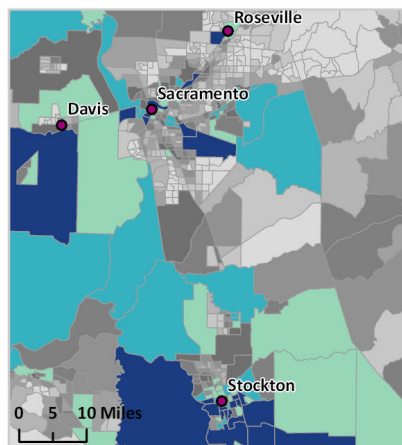 Roseville
Sacramento
Davis
Stockton
0 5 10 Miles